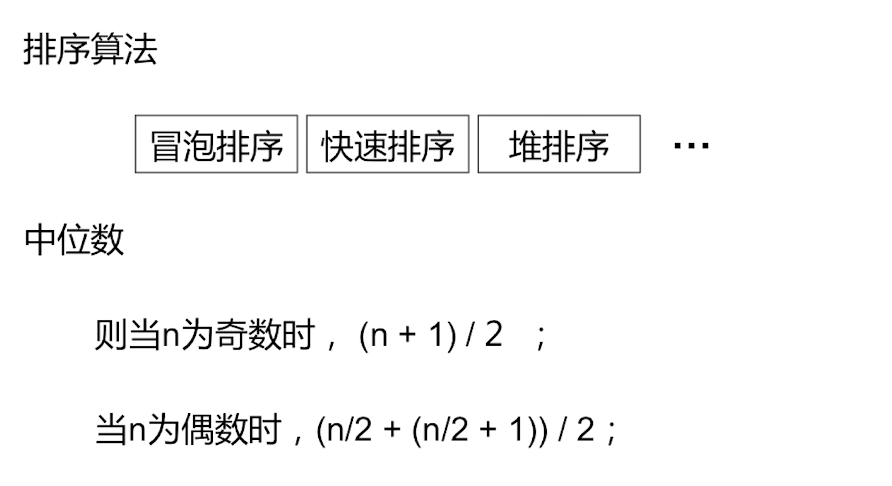 排序算法
冒泡排序 快速排序 堆排序 ...
中位数
则当n为奇数时，(n + 1) / 2 ；
当n为偶数时，(n/2 + (n/2 + 1)) / 2；